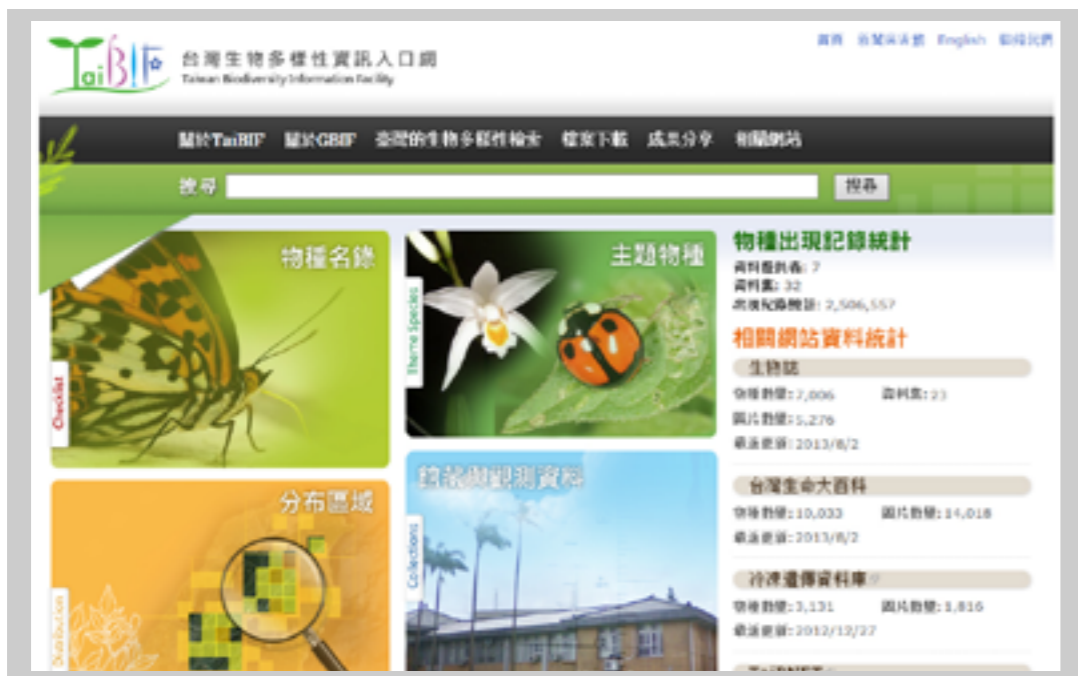 TaiBIF
台灣生物多樣性資訊入口網
Taiwan Biodiversity Information Facility
首頁 English 聯絡我們
關於TaiBIF 關於GBIF 臺灣的生物多樣性檢索 檔案下載 成果分享 相關網站
搜尋 搜尋
物種名錄
Checklist
主題物種
Theme Species
分布區域
Distribution
館藏與觀測資料
Collections
物種出現記錄統計
資料提供者: 7
資料集: 32
出現紀錄總計: 2,506,557
相關網站資料統計
生物誌
物種數量:7,006 資料集:23
圖片數量:5,276
最近更新:2013/8/2
台灣生命大百科
物種數量:10,033 圖片數量:14,018
最近更新:2013/8/2
冷凍遺傳資料庫
物種數量:3,131 圖片數量:1,816
最近更新:2012/12/27